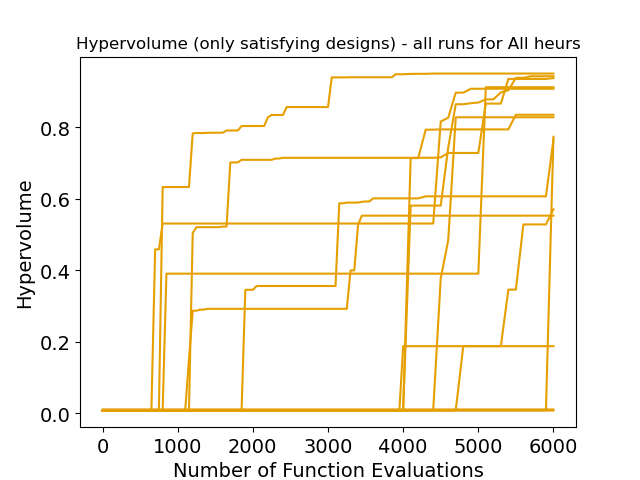 Hypervolume (only satisfying designs) - all runs for All heurs
0.8
0.6
0.4
0.2
0.0
Hypervolume
0 1000 2000 3000 4000 5000 6000
Number of Function Evaluations